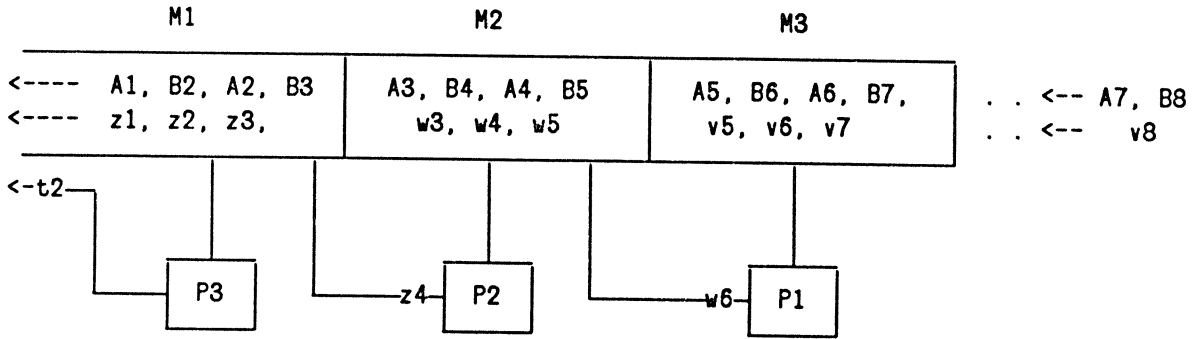 M1 M2 M3
<---- A1, B2, A2, B3 A3, B4, A4, B5 A5, B6, A6, B7, . . <-- A7, B8
<---- z1, z2, z3, w3, w4, w5 v5, v6, v7 . . <-- v8
<-t2
P3 z4 P2 w6 P1